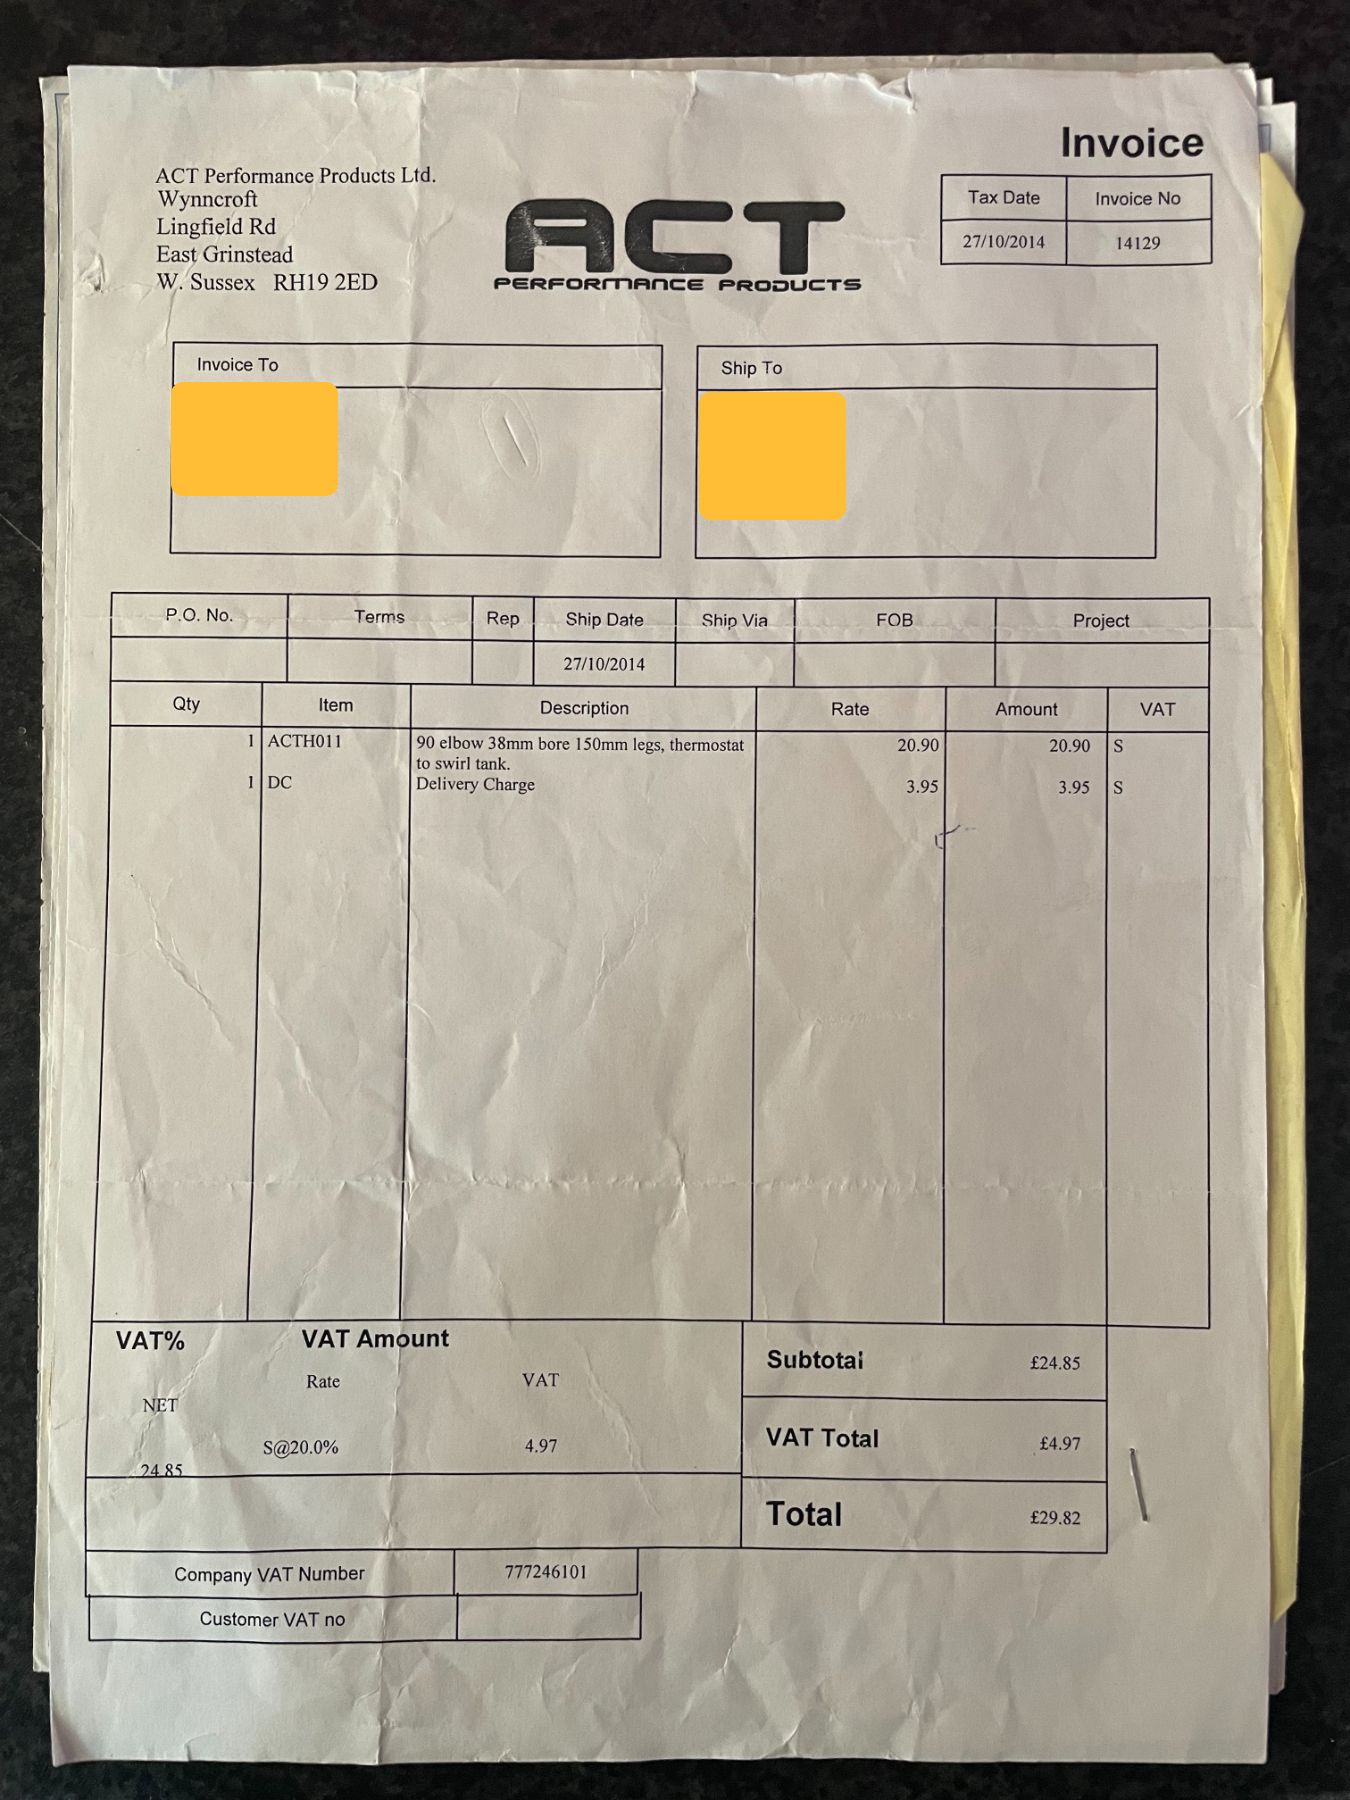 Invoice
ACT Performance Products Ltd.
Wynncroft
Lingfield Rd
East Grinstead
W. Sussex RH19 2ED
ACT
PERFORMANCE PRODUCTS
Tax Date Invoice No
27/10/2014 14129
Invoice To
Ship To
P.O. No. Terms Rep Ship Date Ship Via FOB Project
27/10/2014
Qty Item Description Rate Amount VAT
1 ACTH011 90 elbow 38mm bore 150mm legs, thermostat 20.90 20.90 S
to swirl tank.
1 DC Delivery Charge 3.95 3.95 S
VAT% VAT Amount
Rate VAT
NET
S@20.0% 4.97
24.85
Subtotal £24.85
VAT Total £4.97
Total £29.82
Company VAT Number 777246101
Customer VAT no